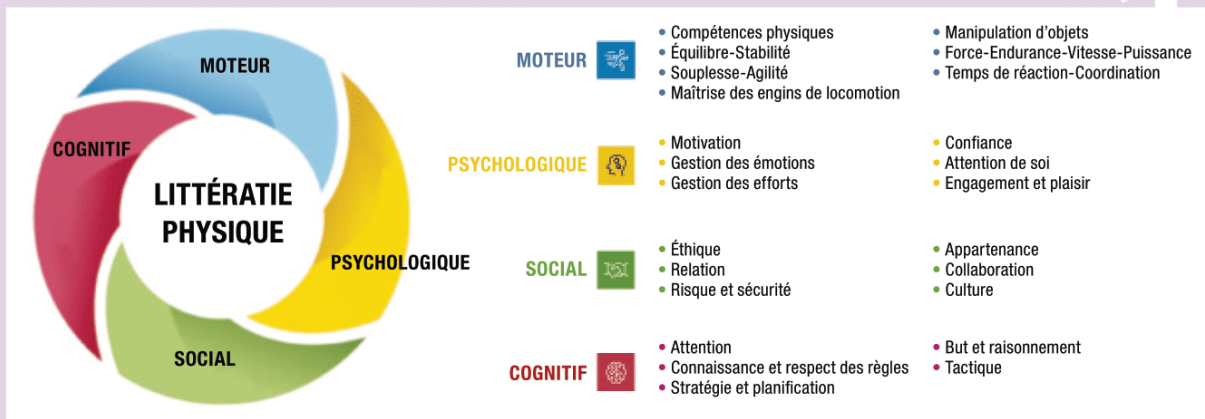 MOTEUR
COGNITIF
LITTÉRATIE
PHYSIQUE
PSYCHOLOGIQUE
SOCIAL
MOTEUR
• Compétences physiques
• Équilibre-Stabilité
• Souplesse-Agilité
• Maîtrise des engins de locomotion
• Manipulation d'objets
• Force-Endurance-Vitesse-Puissance
• Temps de réaction-Coordination
PSYCHOLOGIQUE
• Motivation
• Gestion des émotions
• Gestion des efforts
• Confiance
• Attention de soi
• Engagement et plaisir
SOCIAL
• Éthique
• Relation
• Risque et sécurité
• Appartenance
• Collaboration
• Culture
COGNITIF
• Attention
• Connaissance et respect des règles
• Stratégie et planification
• But et raisonnement
• Tactique